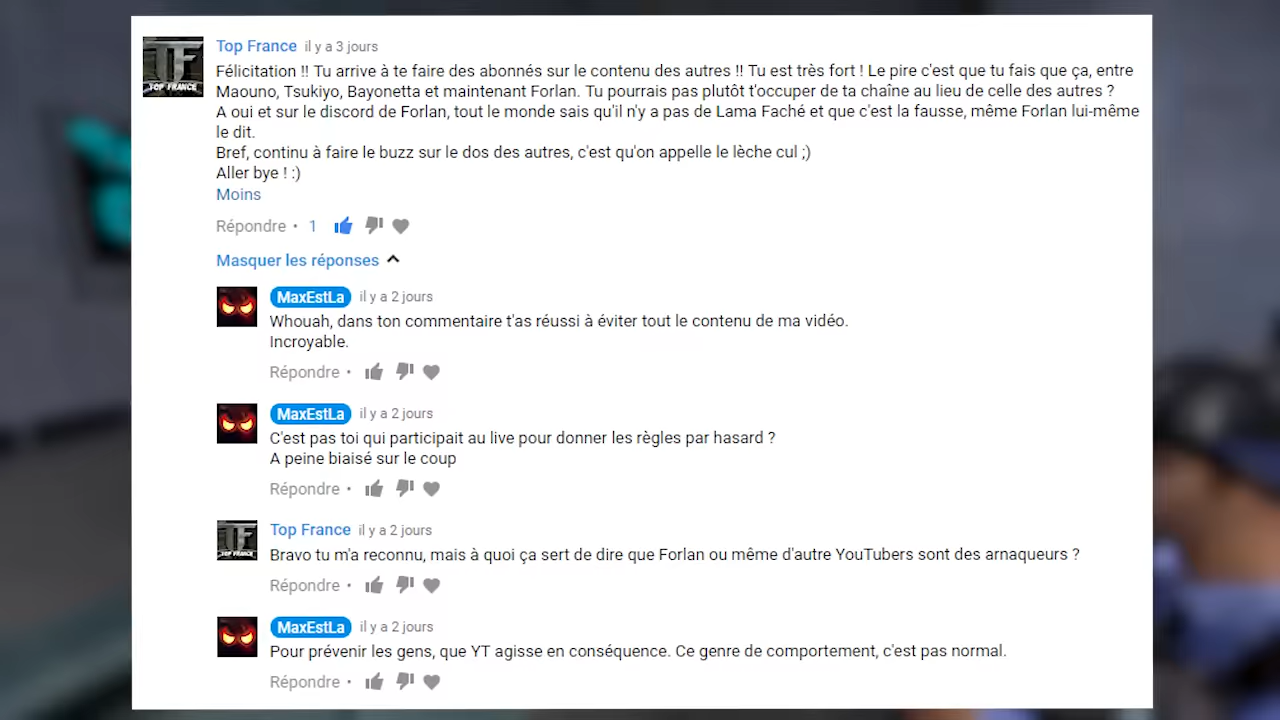 Top France il y a 3 jours
Félicitation !! Tu arrive à te faire des abonnés sur le contenu des autres !! Tu est très fort ! Le pire c'est que tu fais que ça, entre
Maouno, Tsukiyo, Bayonetta et maintenant Forlan. Tu pourrais pas plutôt t'occuper de ta chaîne au lieu de celle des autres ?
A oui et sur le discord de Forlan, tout le monde sais qu'il n'y a pas de Lama Faché et que c'est la fausse, même Forlan lui-même
le dit.
Bref, continu à faire le buzz sur le dos des autres, c'est qu'on appelle le lèche cul ;)
Aller bye ! :)
Moins
Répondre • 1
Masquer les réponses
MaxEstLa il y a 2 jours
Whouah, dans ton commentaire t'as réussi à éviter tout le contenu de ma vidéo.
Incroyable.
Répondre •
MaxEstLa il y a 2 jours
C'est pas toi qui participait au live pour donner les règles par hasard ?
A peine biaisé sur le coup
Répondre •
Top France il y a 2 jours
Bravo tu m'a reconnu, mais à quoi ça sert de dire que Forlan ou même d'autre YouTubers sont des arnaqueurs ?
Répondre •
MaxEstLa il y a 2 jours
Pour prévenir les gens, que YT agisse en conséquence. Ce genre de comportement, c'est pas normal.
Répondre •
TF
TOP FRANCE
TF
TOP FRANCE